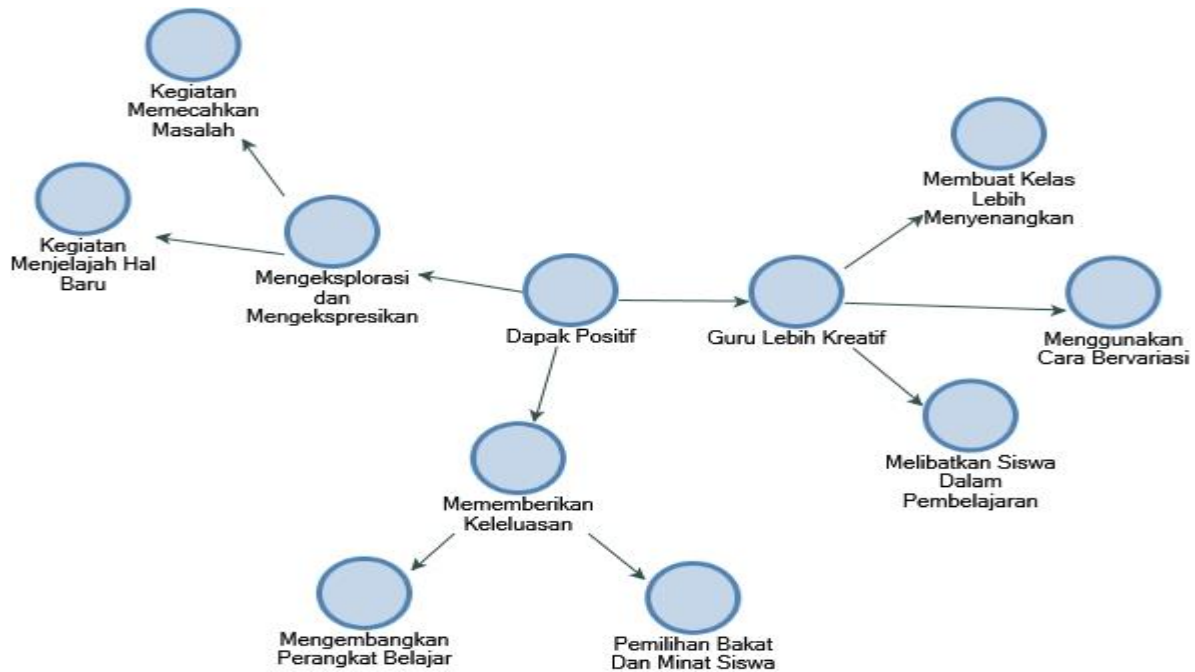 Kegiatan
Memecahkan
Masalah
Kegiatan
Menjelajah Hal
Baru
Mengeksplorasi
dan
Mengekspresikan
Dapak Positif
Guru Lebih Kreatif
Membuat Kelas
Lebih
Menyenangkan
Menggunakan
Cara Bervariasi
Melibatkan Siswa
Dalam
Pembelajaran
Mememberikan
Keleluasan
Mengembangkan
Perangkat Belajar
Pemilihan Bakat
Dan Minat Siswa